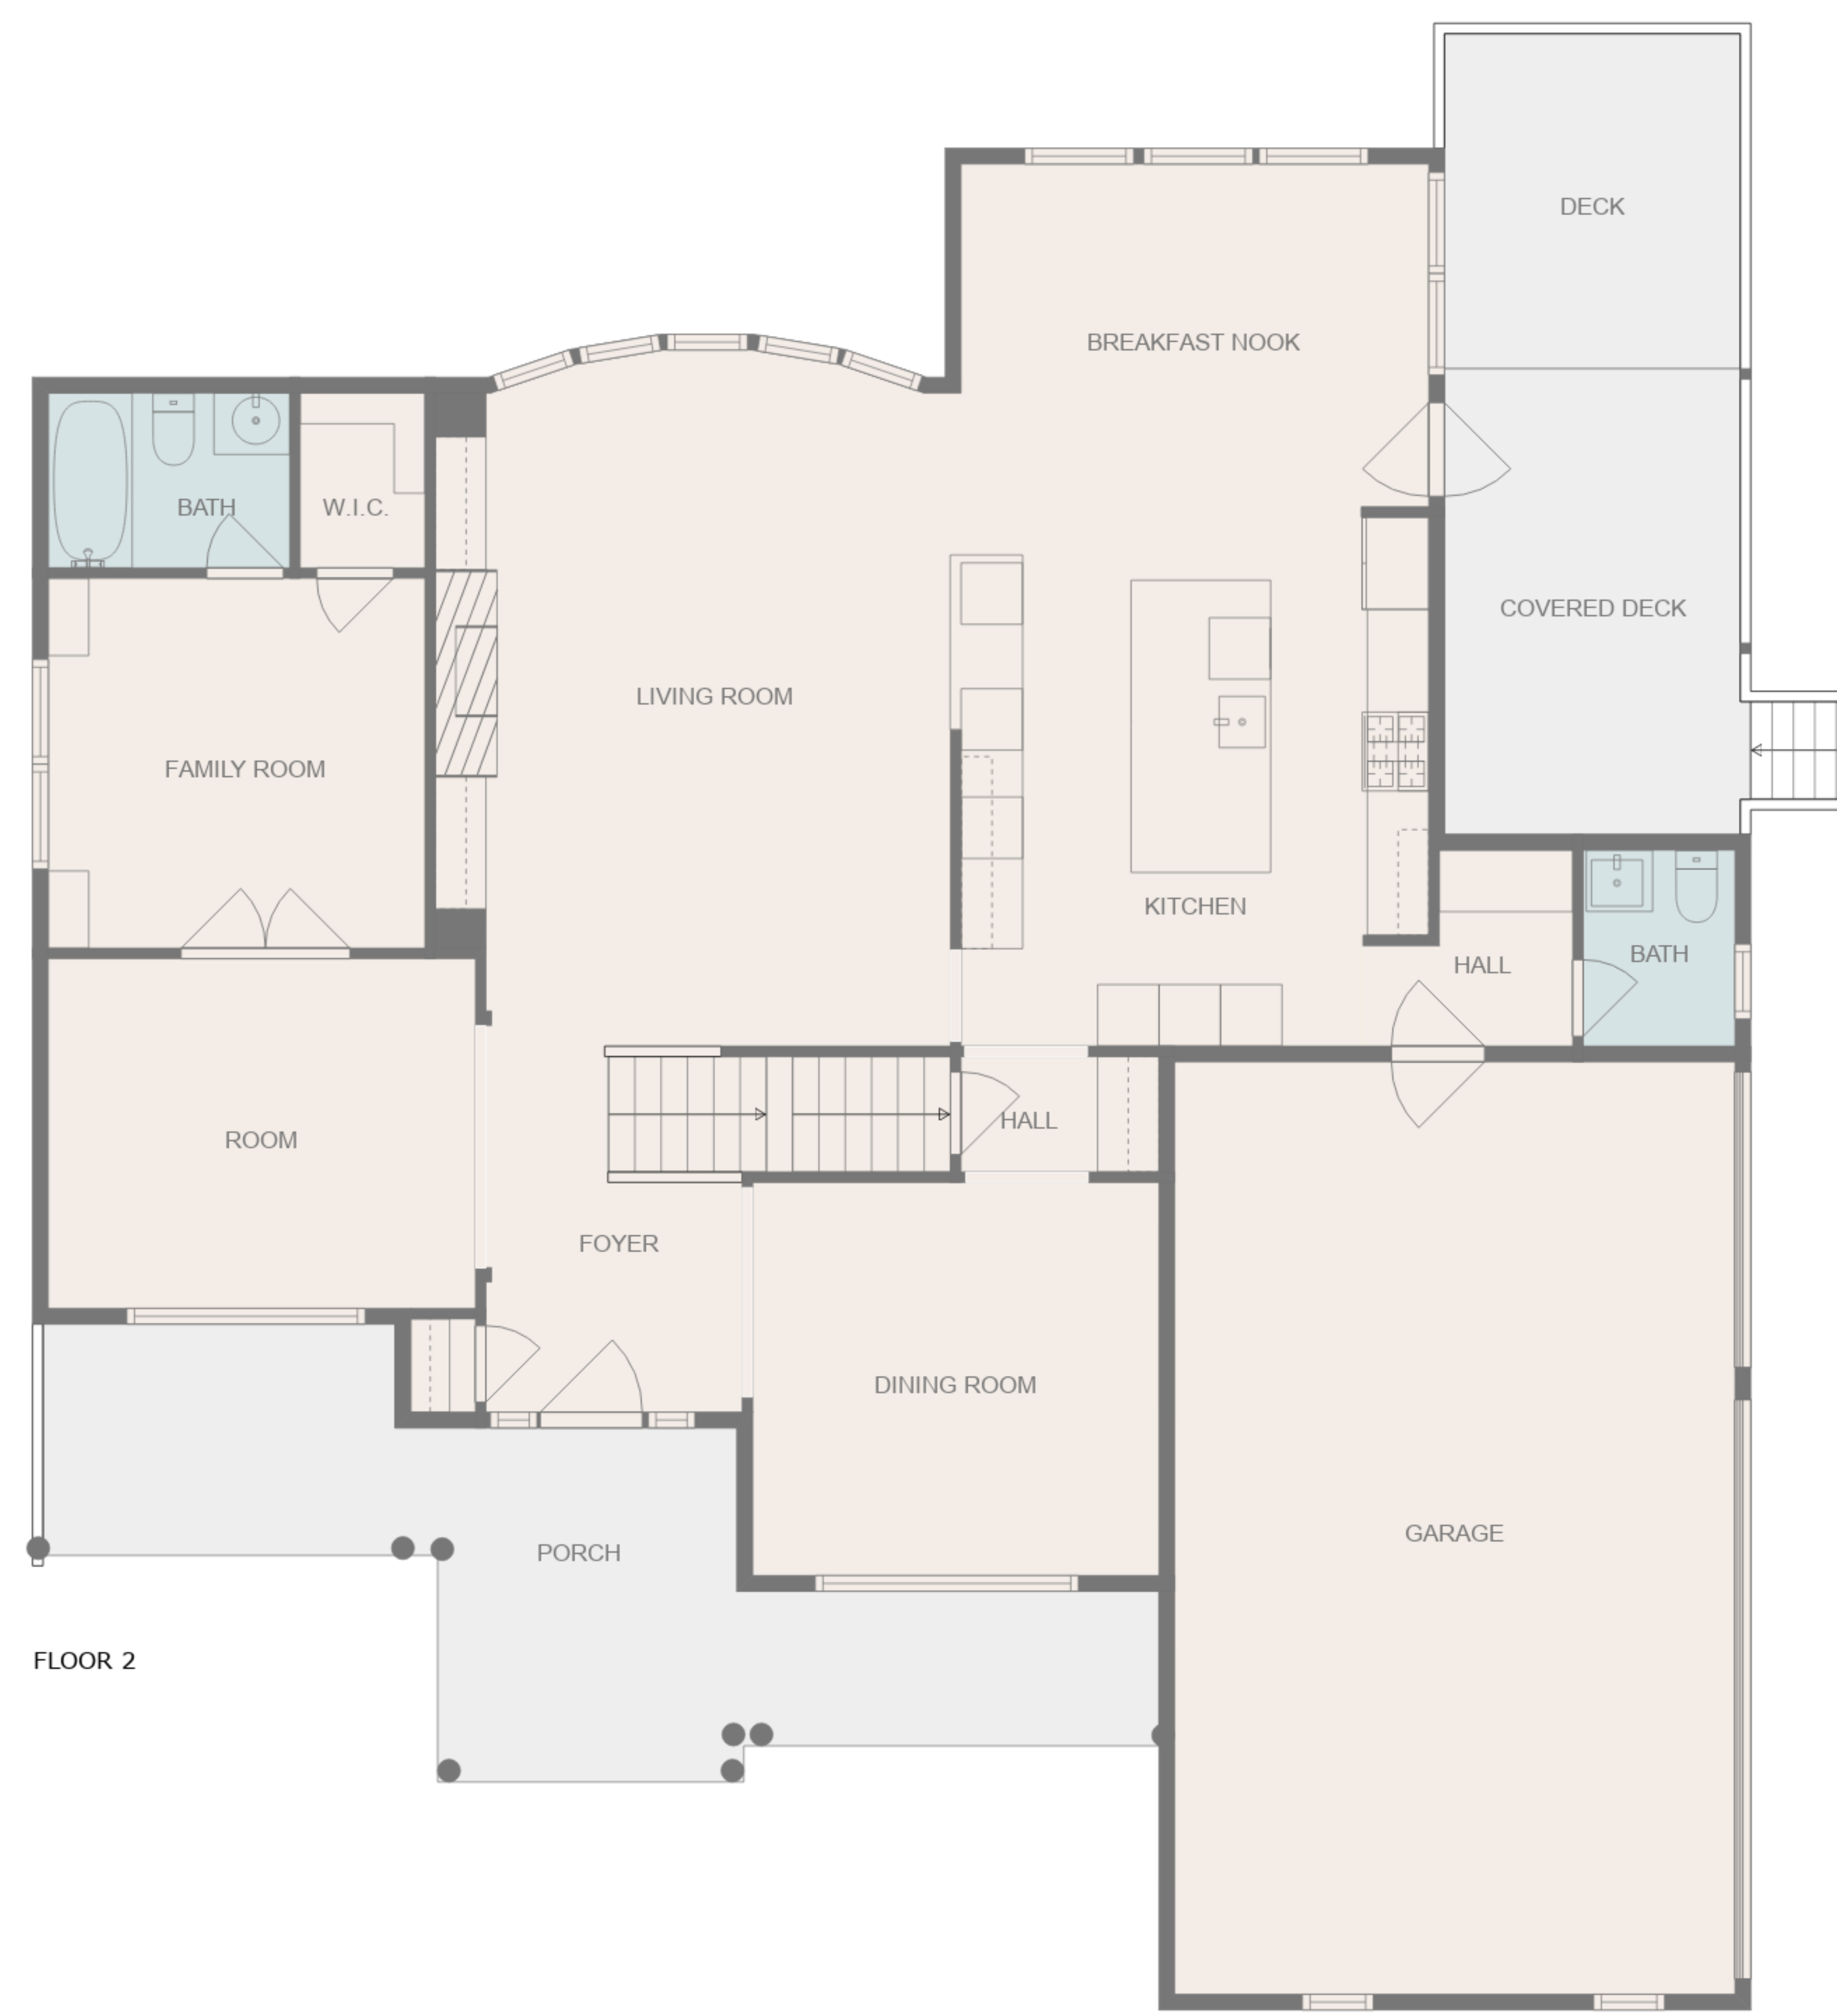 DECK
BREAKFAST NOOK
BATH
W.I.C.
COVERED DECK
LIVING ROOM
FAMILY ROOM
KITCHEN
BATH
HALL
HALL
ROOM
FOYER
DINING ROOM
GARAGE
PORCH
FLOOR 2